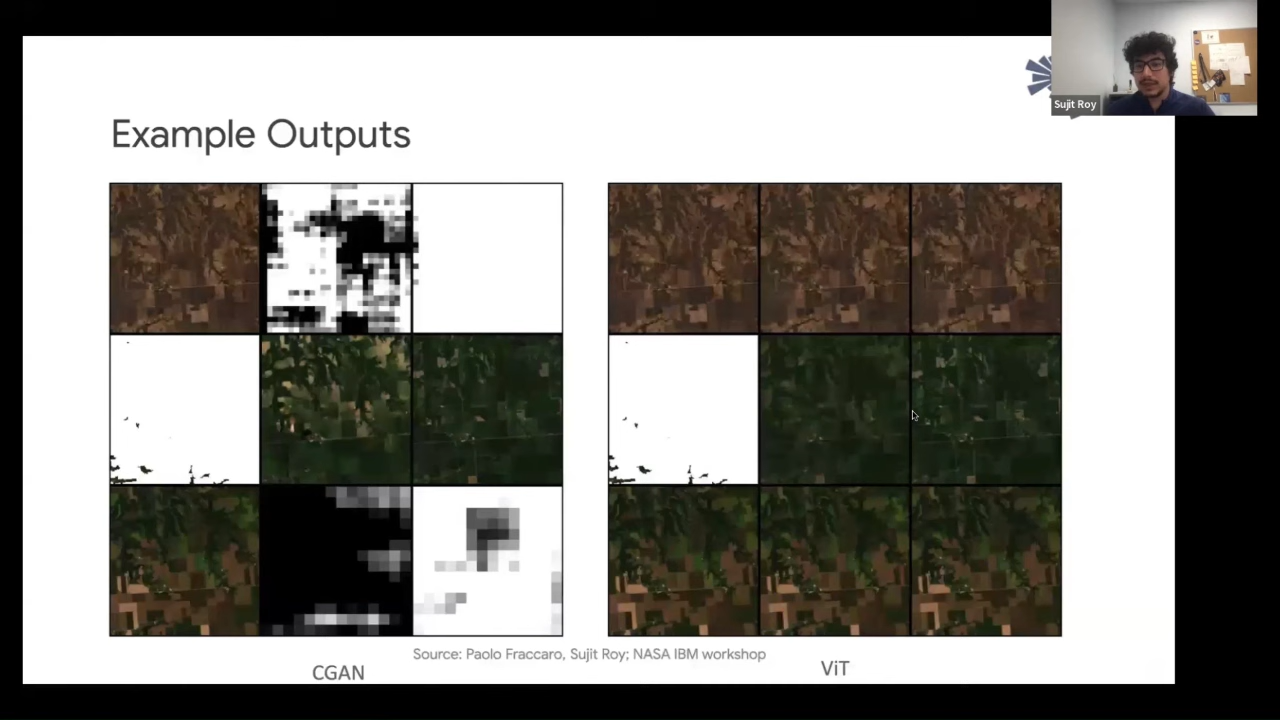 Sujit Roy
Example Outputs
Source: Paolo Fraccaro, Sujit Roy; NASA IBM workshop
CGAN
ViT